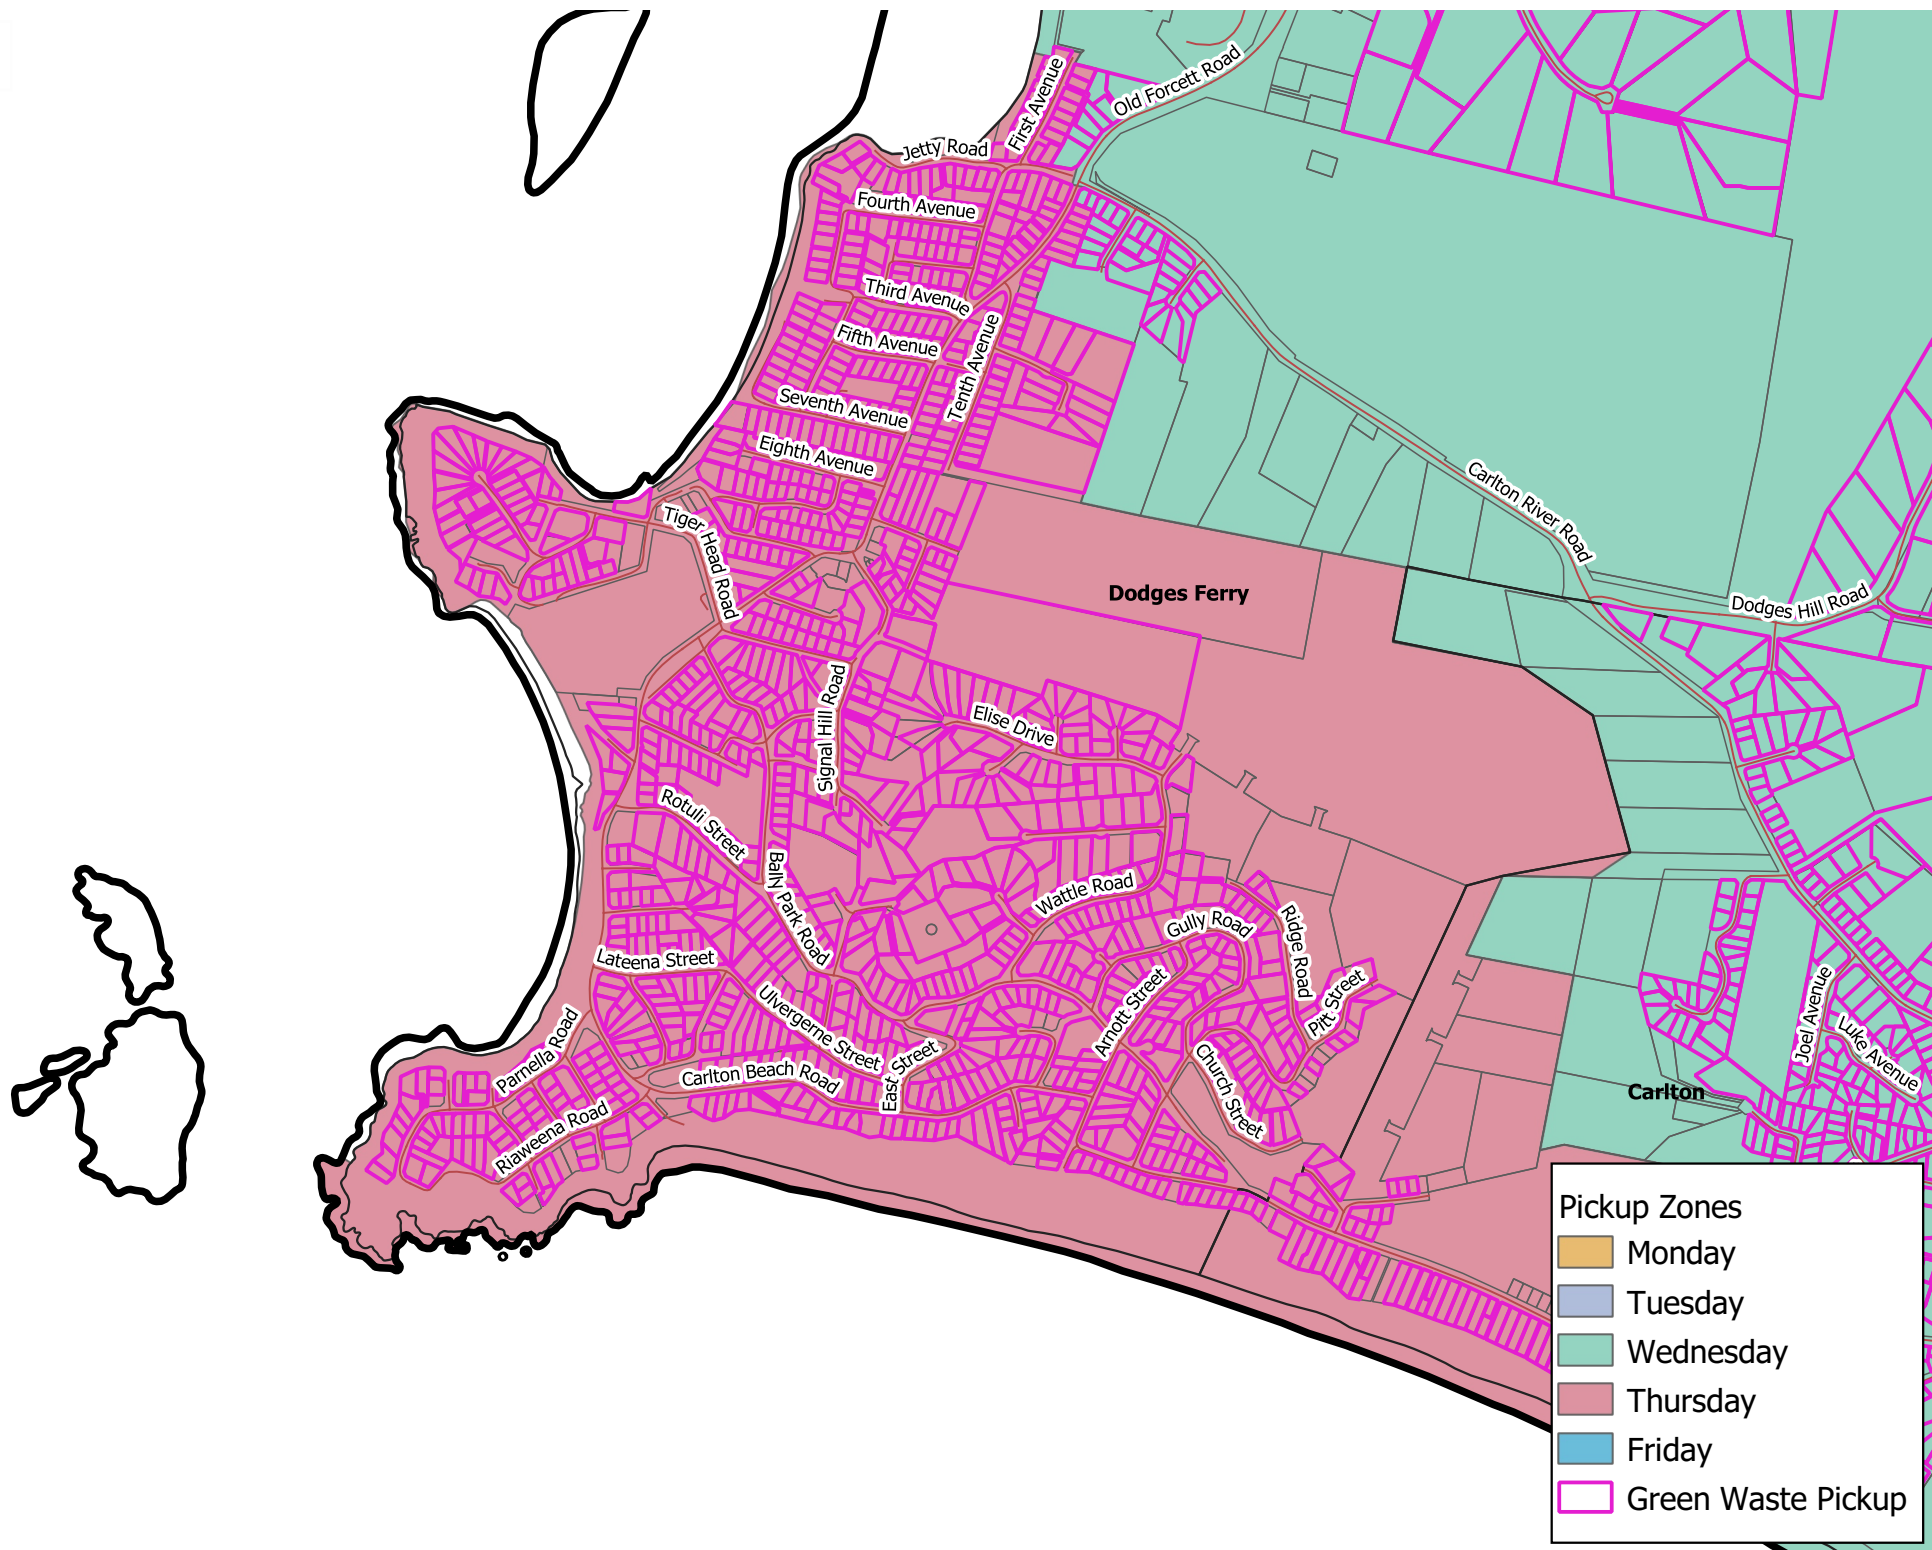 First Avenue
Old Forcett Road
Jetty Road
Fourth Avenue
Third Avenue
Fifth Avenue
Tenth Avenue
Seventh Avenue
Eighth Avenue
Carlton River Road
Tiger Head Road
Dodges Ferry
Dodges Hill Road
Signal Hill Road
Elise Drive
Rotuli Street
Bally Park Road
Wattle Road
Gully Road
Ridge Road
Lateena Street
Ulvergerne Street
Arnott Street
Pitt Street
Joel Avenue
Luke Avenue
Parnella Road
East Street
Carlton Beach Road
Church Street
Carlton
Riaweena Road
Pickup Zones
Monday
Tuesday
Wednesday
Thursday
Friday
Green Waste Pickup